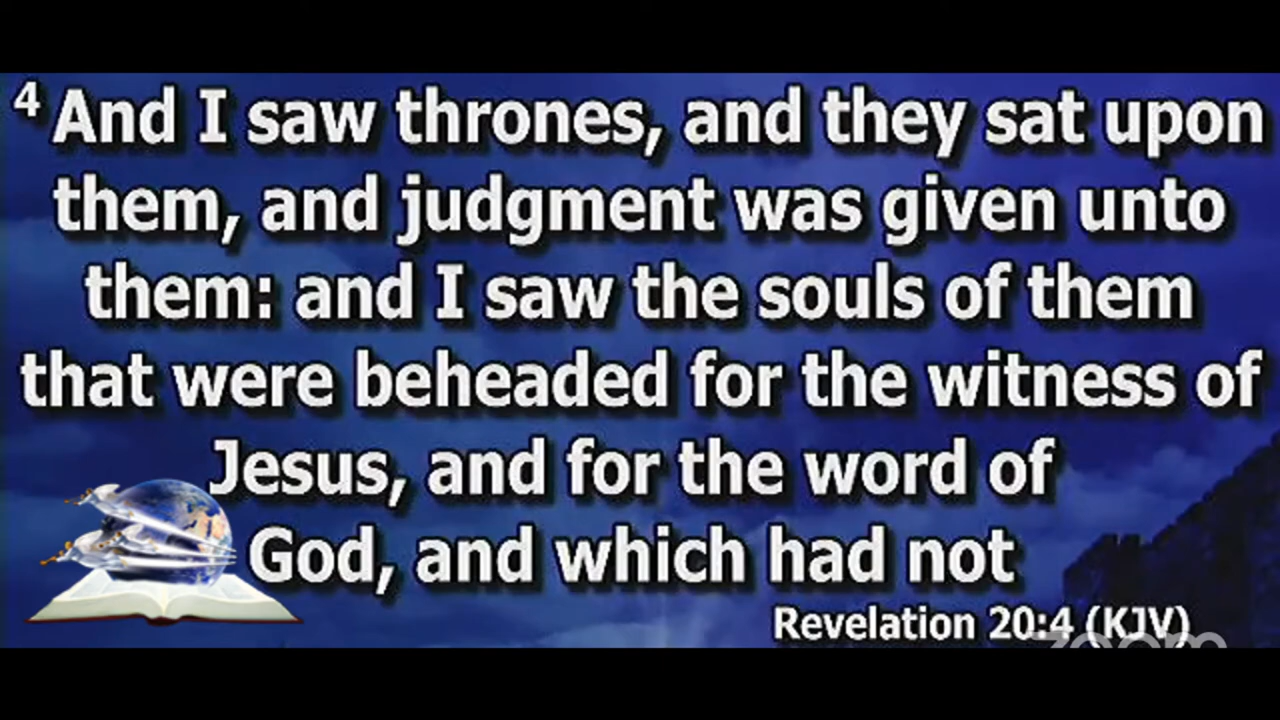 4 And I saw thrones, and they sat upon
them, and judgment was given unto
them: and I saw the souls of them
that were beheaded for the witness of
Jesus, and for the word of
God, and which had not
Revelation 20:4 (KJV)
zoom